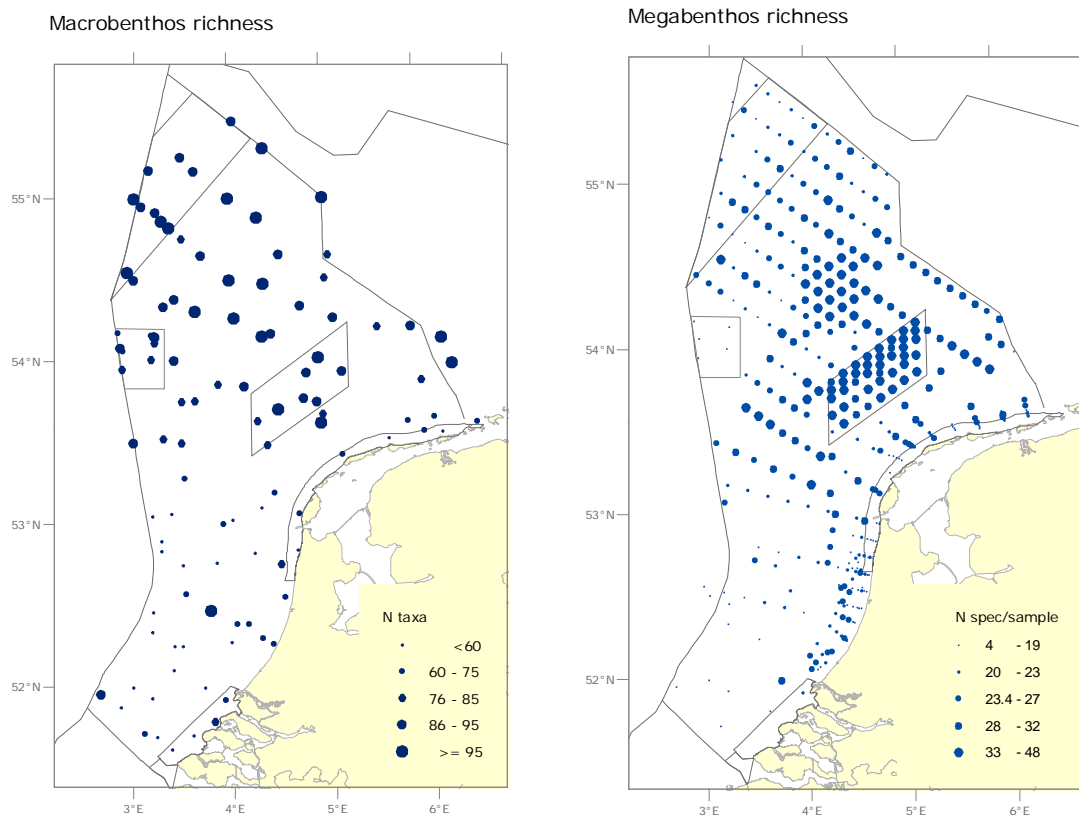 Macrobenthos richness
55°N
54°N
53°N
52°N
3°E 4°E 5°E 6°E
N taxa
<60
60 - 75
76 - 85
86 - 95
>= 95
Megabenthos richness
55°N
54°N
53°N
52°N
3°E 4°E 5°E 6°E
N spec/sample
4 - 19
20 - 23
23.4 - 27
28 - 32
33 - 48